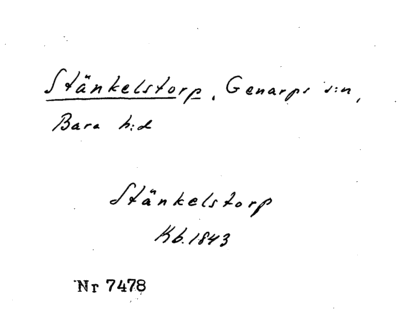 Stänkelstorp, Genarps s:n,
Bara h:d
Stänkelstorp
Kb. 1843
Nr 7478